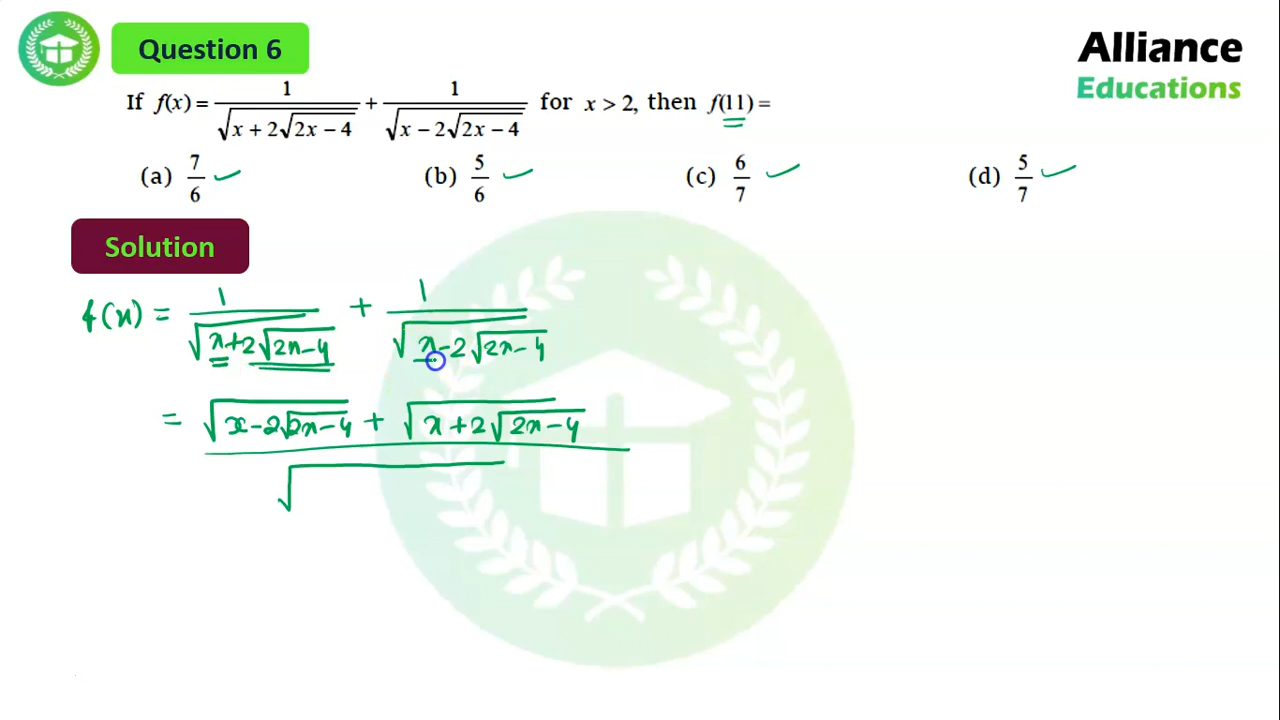 Question 6
Alliance
Educations
If f(x) = 1/√(x + 2√(2x − 4)) + 1/√(x − 2√(2x − 4)) for x > 2, then f(11) =
(a) 7/6 ✓ (b) 5/6 ✓ (c) 6/7 ✓ (d) 5/7 ✓
Solution
f(x) = 1/√(x+2√(2x−4)) + 1/√(x−2√(2x−4))
= (√(x−2√(2x−4)) + √(x+2√(2x−4)))/√